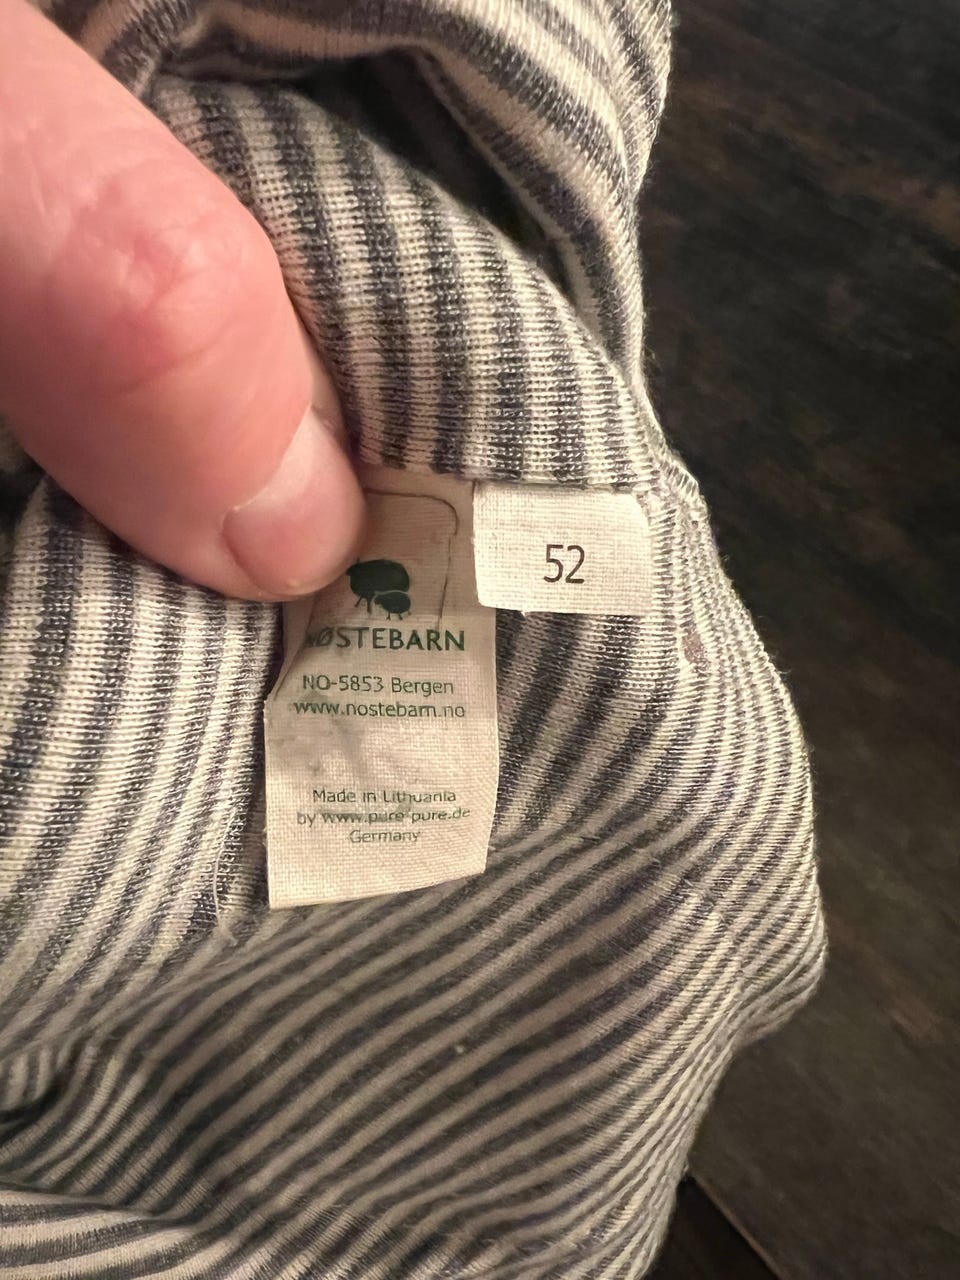 NØSTEBARN
NO-5853 Bergen
www.nostebarn.no
Made in Lithuania
by www.pure-pure.de
Germany
52